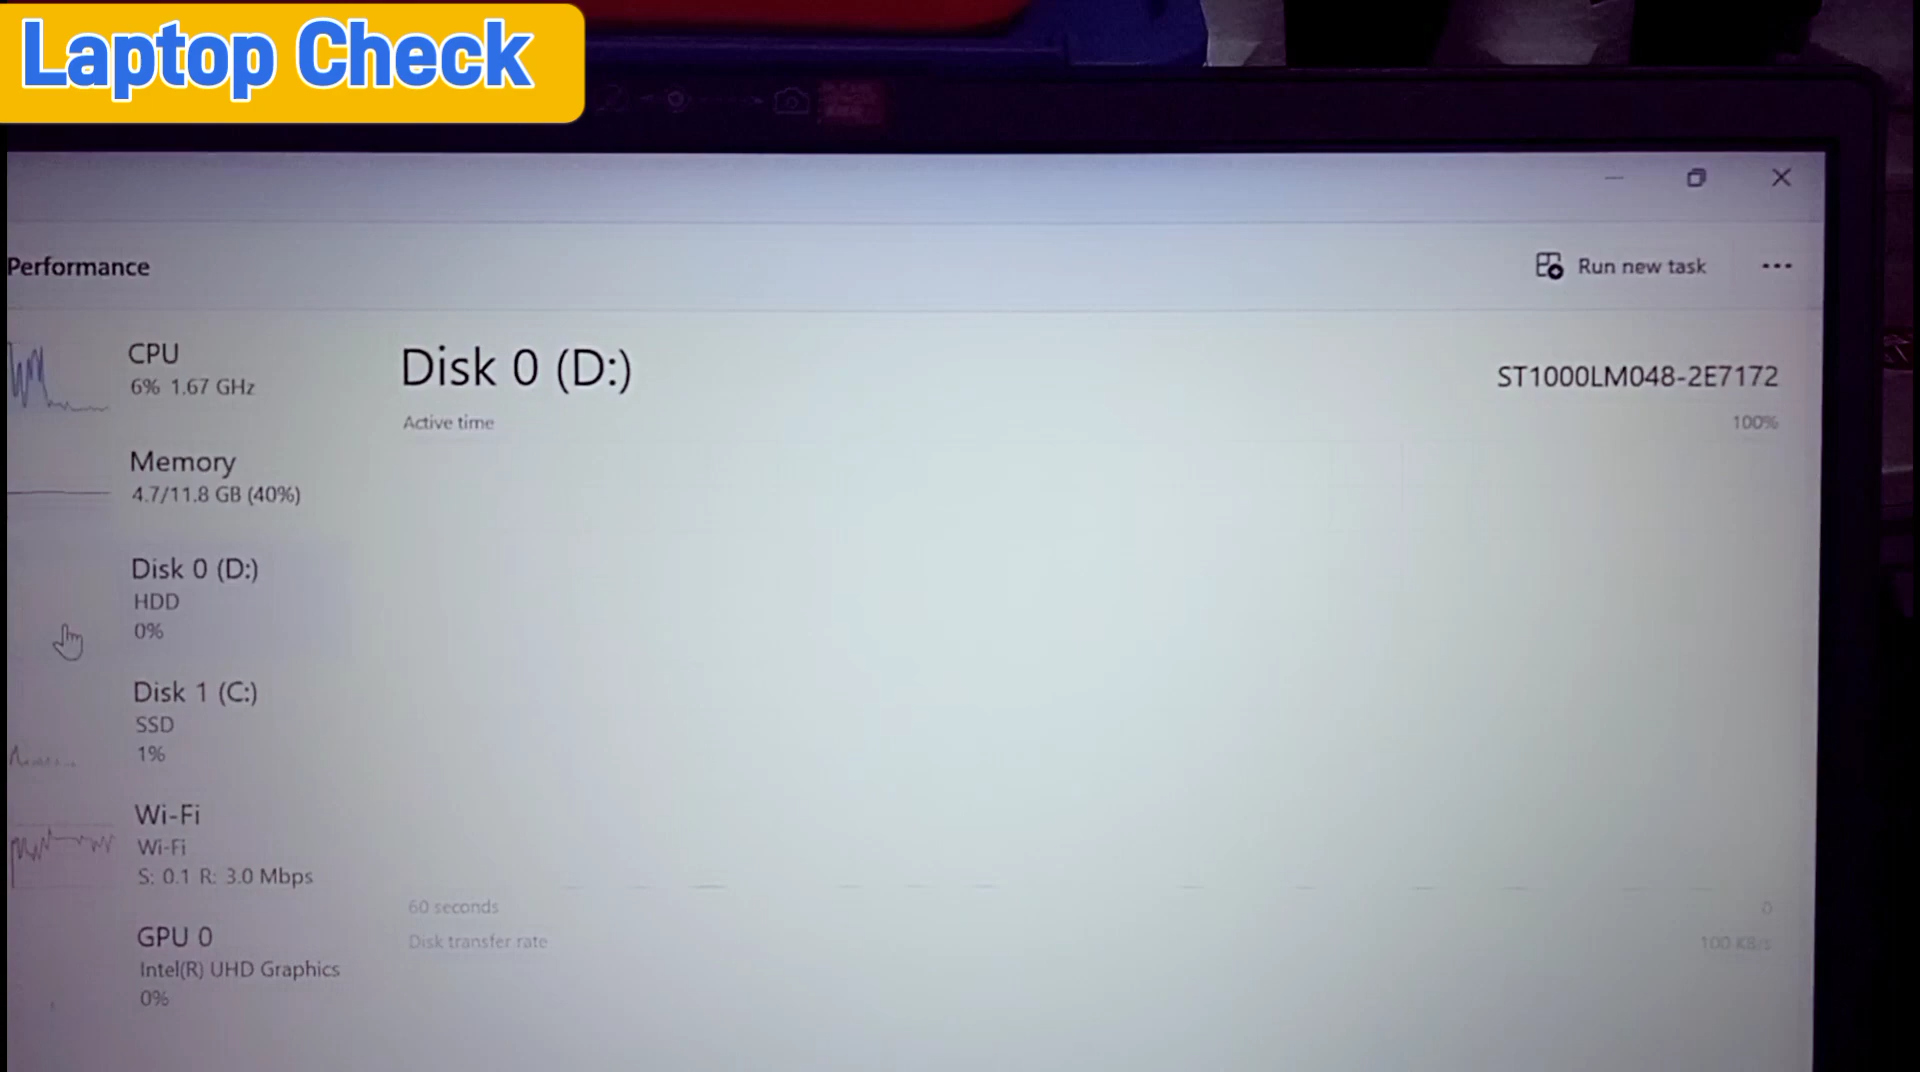 Laptop Check
Performance
Run new task
CPU
6% 1.67 GHz
Memory
4.7/11.8 GB (40%)
Disk 0 (D:)
HDD
0%
Disk 1 (C:)
SSD
1%
Wi-Fi
Wi-Fi
S: 0.1 R: 3.0 Mbps
GPU 0
Intel(R) UHD Graphics
0%
Disk 0 (D:)
ST1000LM048-2E7172
Active time
100%
60 seconds
0
Disk transfer rate
100 KB/s